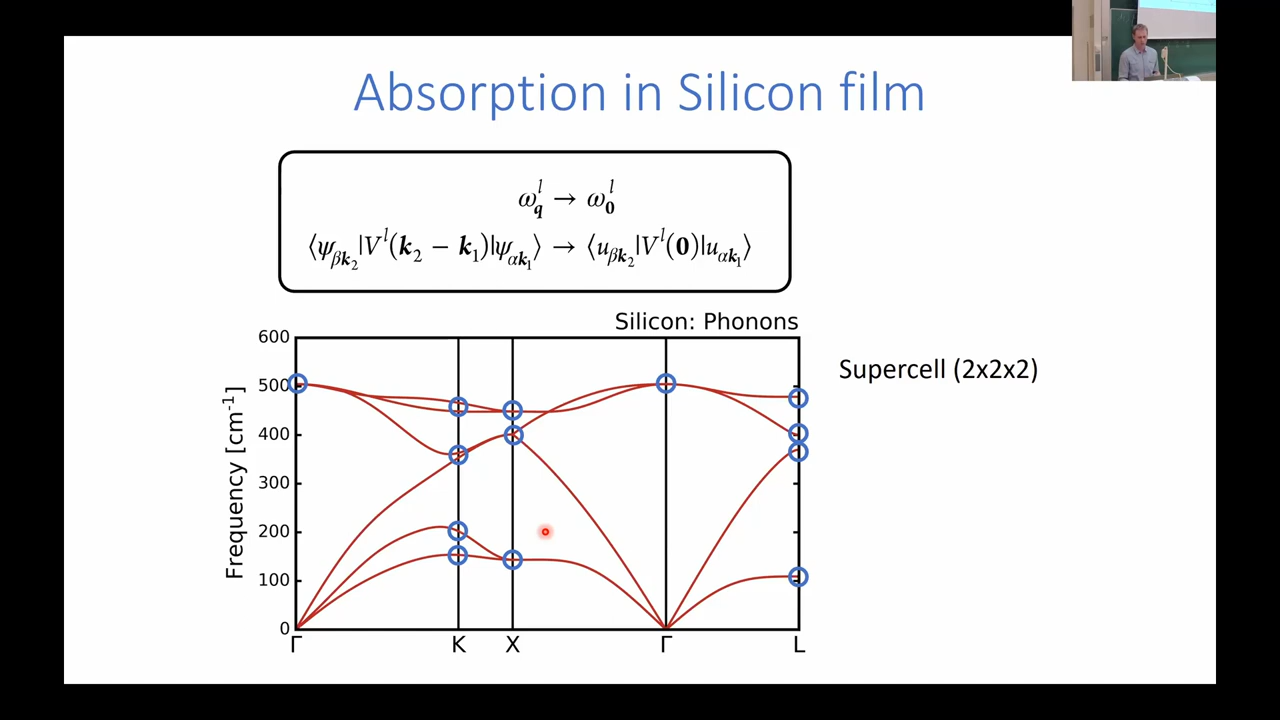 Absorption in Silicon film
ω_𝒒^l → ω_𝟎^l
⟨ψ_β𝒌₂|V^l(𝒌₂ − 𝒌₁)|ψ_α𝒌₁⟩ → ⟨u_β𝒌₂|V^l(𝟎)|u_α𝒌₁⟩
Silicon: Phonons
Supercell (2x2x2)
Frequency [cm⁻¹]
600
500
400
300
200
100
0
Γ K X Γ L